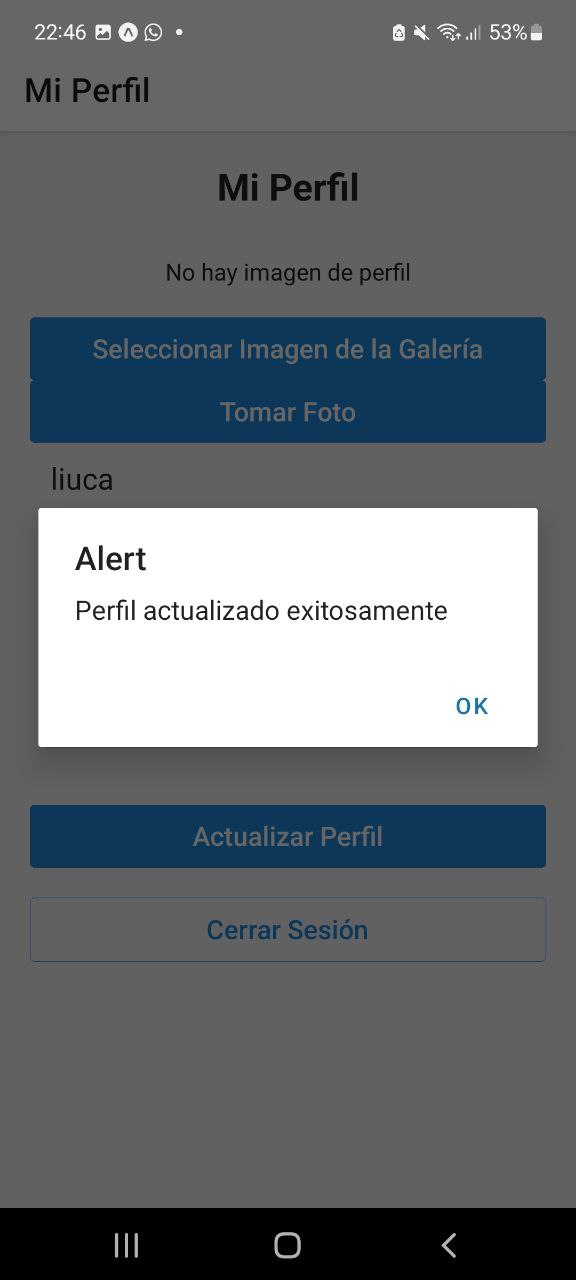 22:46
53%
Mi Perfil
Mi Perfil
No hay imagen de perfil
Seleccionar Imagen de la Galería
Tomar Foto
liuca
Alert
Perfil actualizado exitosamente
OK
Actualizar Perfil
Cerrar Sesión